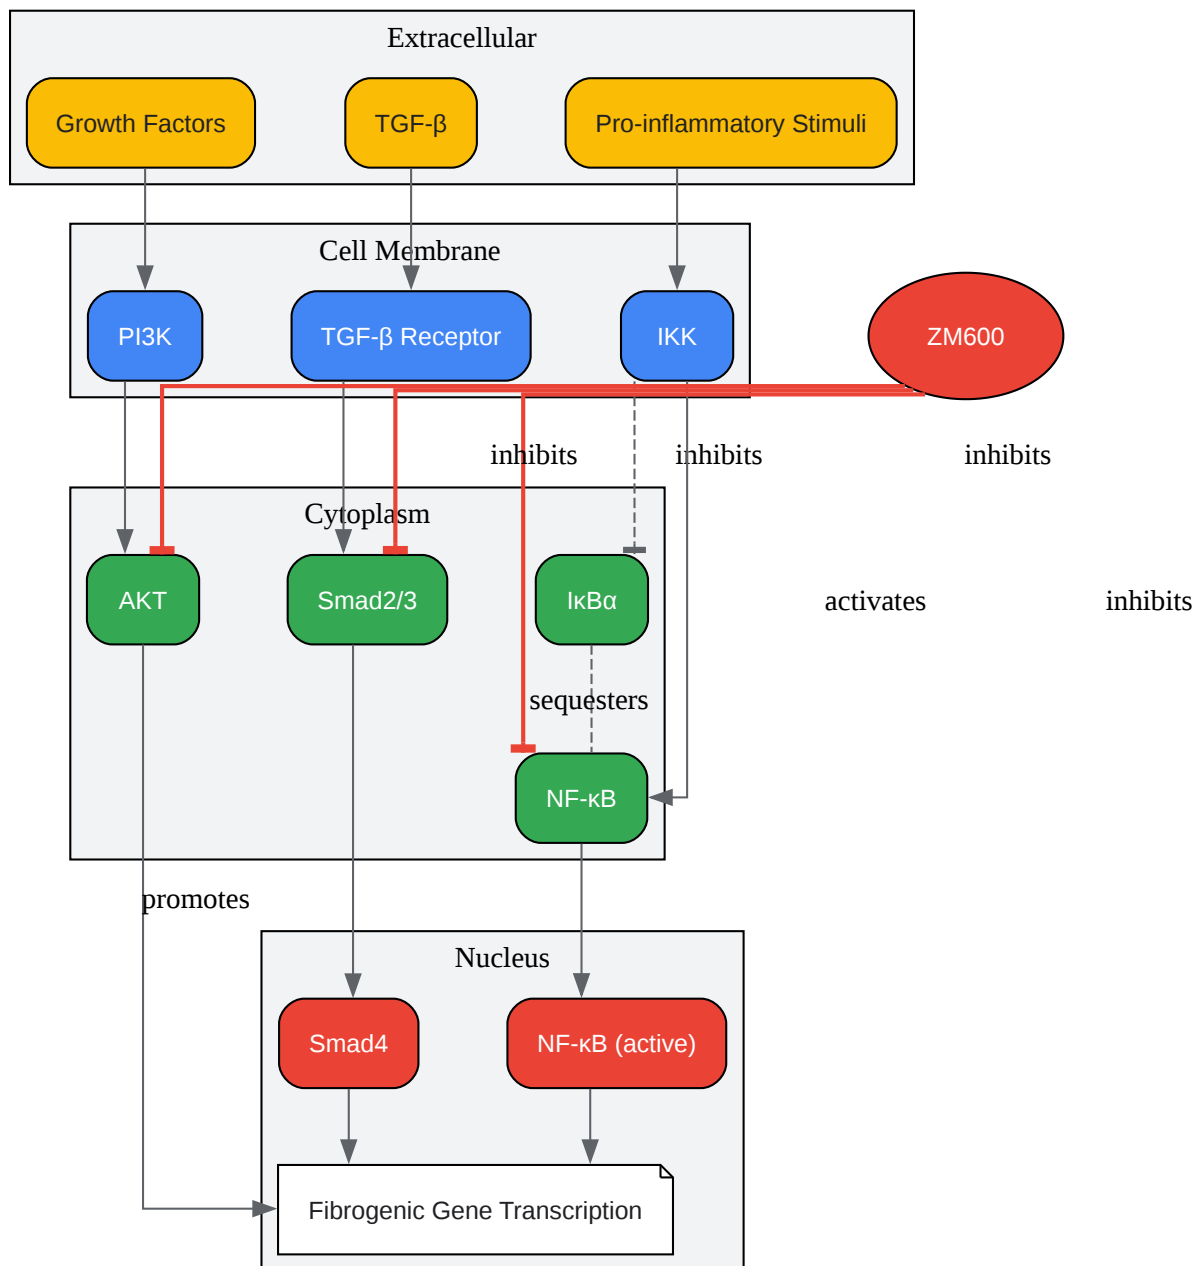 Extracellular
Growth Factors
TGF-β
Pro-inflammatory Stimuli
Cell Membrane
PI3K
TGF-β Receptor
IKK
ZM600
inhibits
inhibits
inhibits
Cytoplasm
AKT
Smad2/3
IκBα
activates
inhibits
sequesters
NF-κB
promotes
Nucleus
Smad4
NF-κB (active)
Fibrogenic Gene Transcription